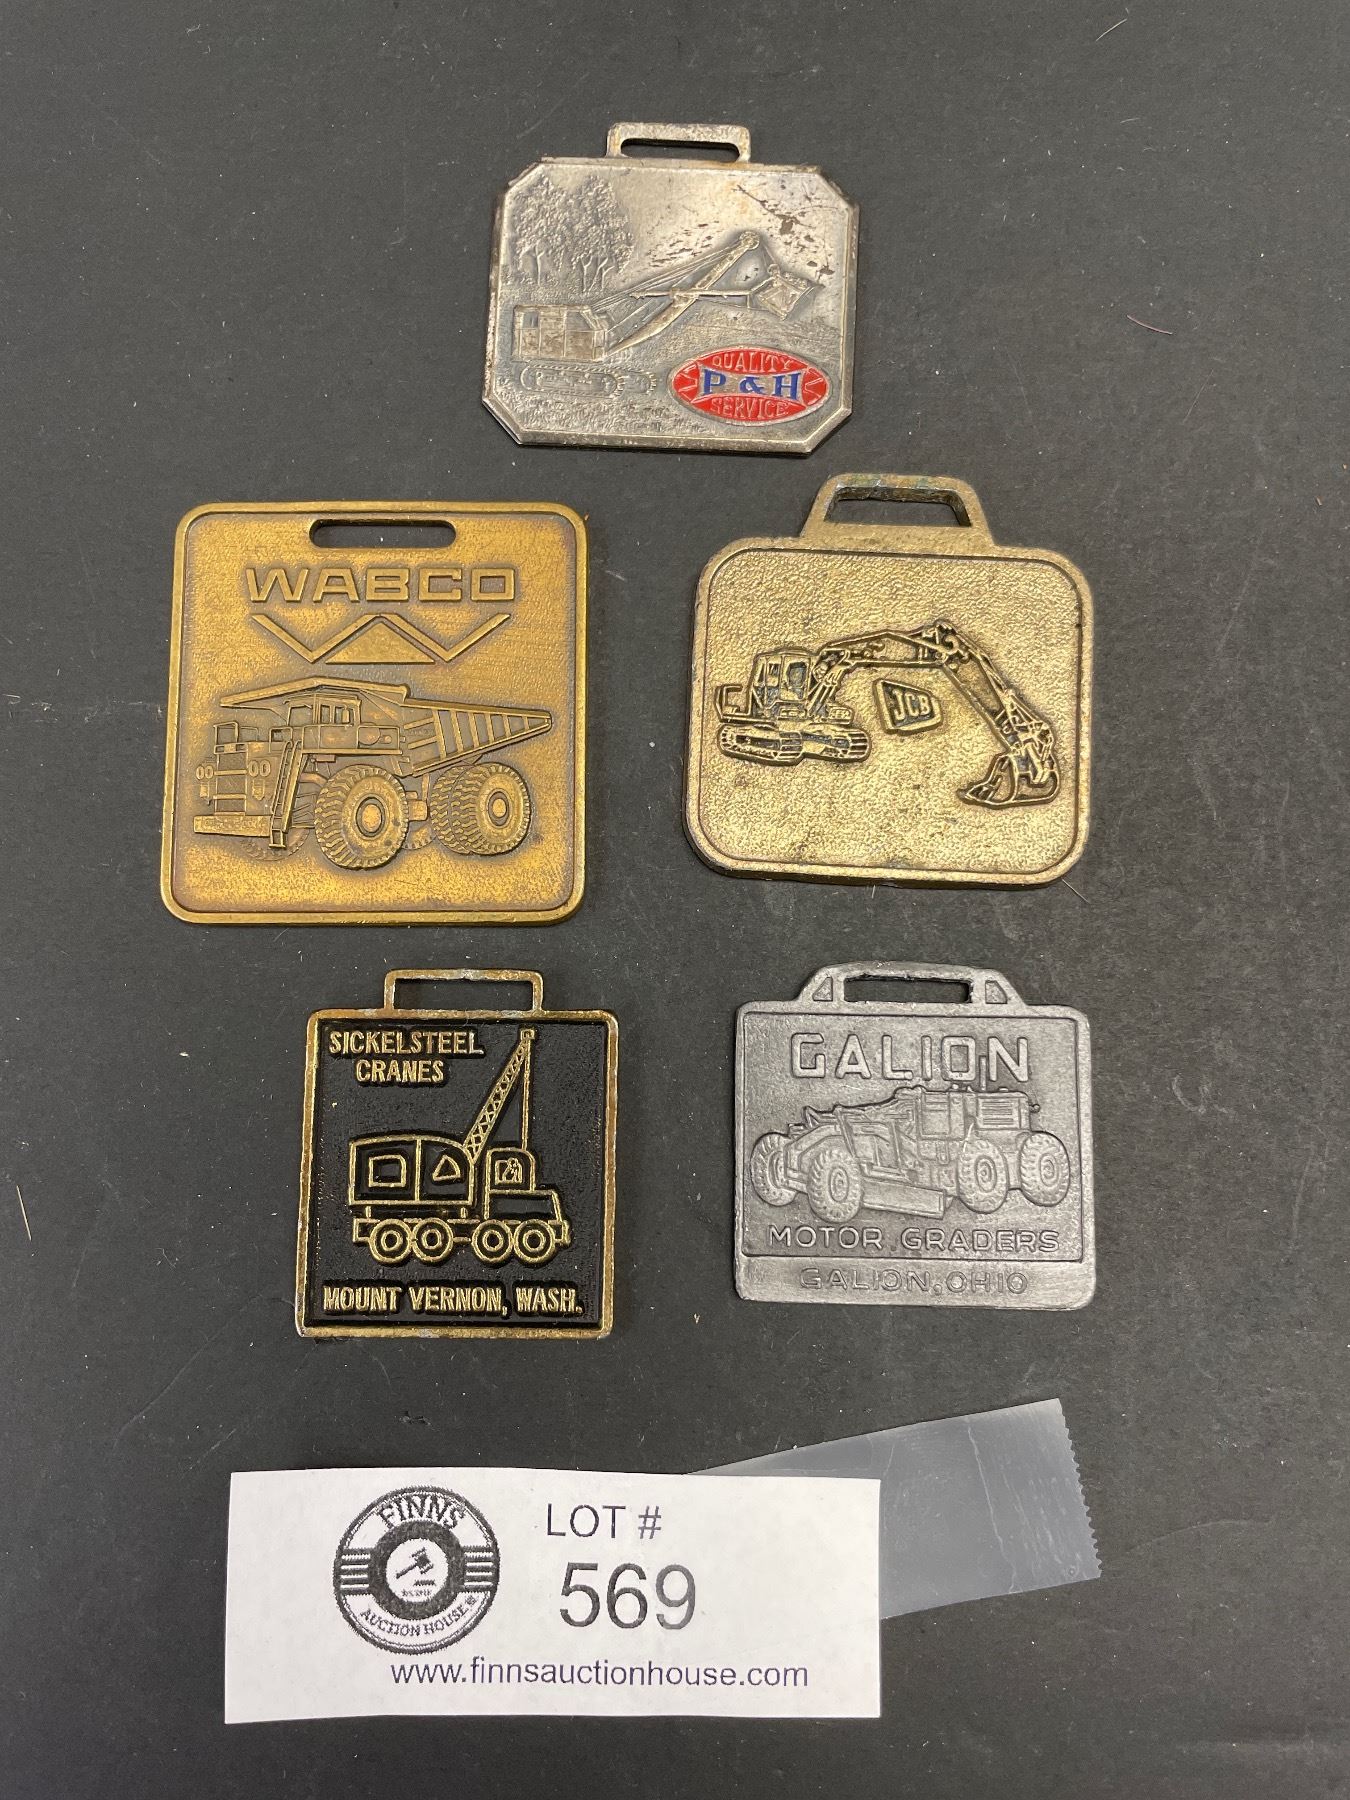 QUALITY
P & H
SERVICE
WABCO
JCB
SICKELSTEEL
CRANES
MOUNT VERNON, WASH.
GALION
MOTOR GRADERS
GALION, OHIO
FINNS
AUCTION HOUSE
LOT #
569
www.finnsauctionhouse.com